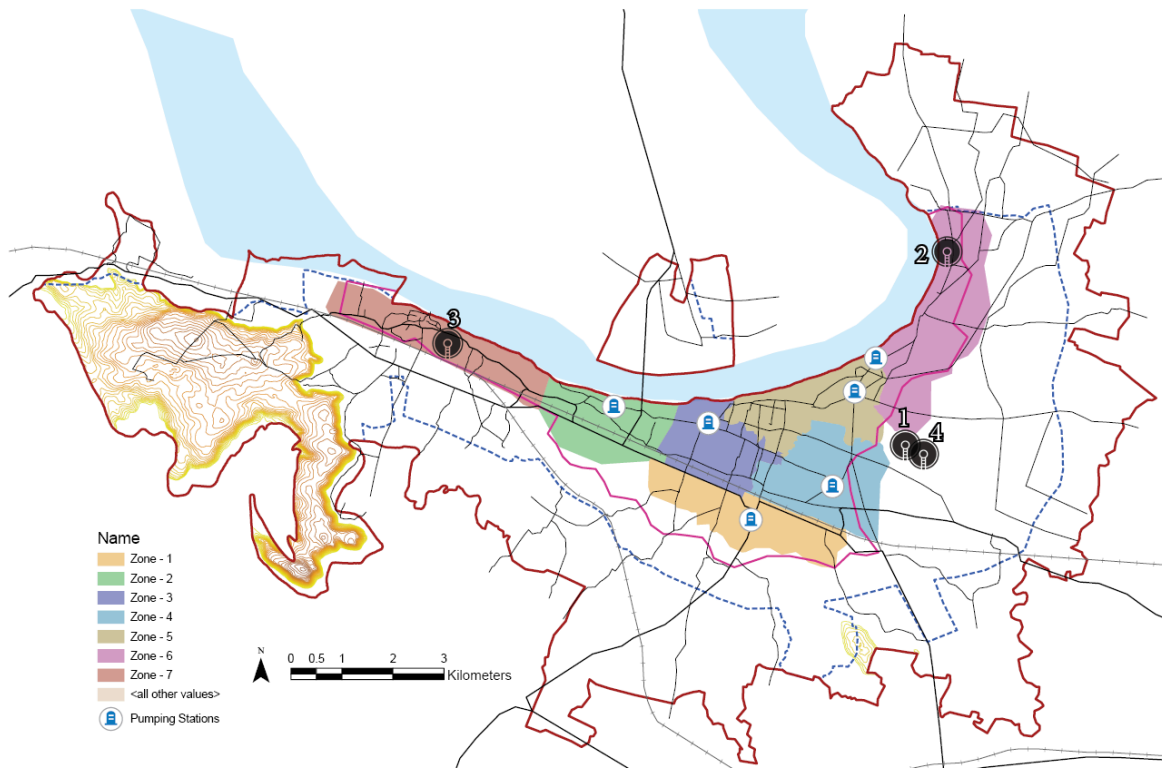 2
3
1
4
Name
Zone - 1
Zone - 2
Zone - 3
Zone - 4
Zone - 5
Zone - 6
Zone - 7
<all other values>
Pumping Stations
N
0 0.5 1 2 3
Kilometers